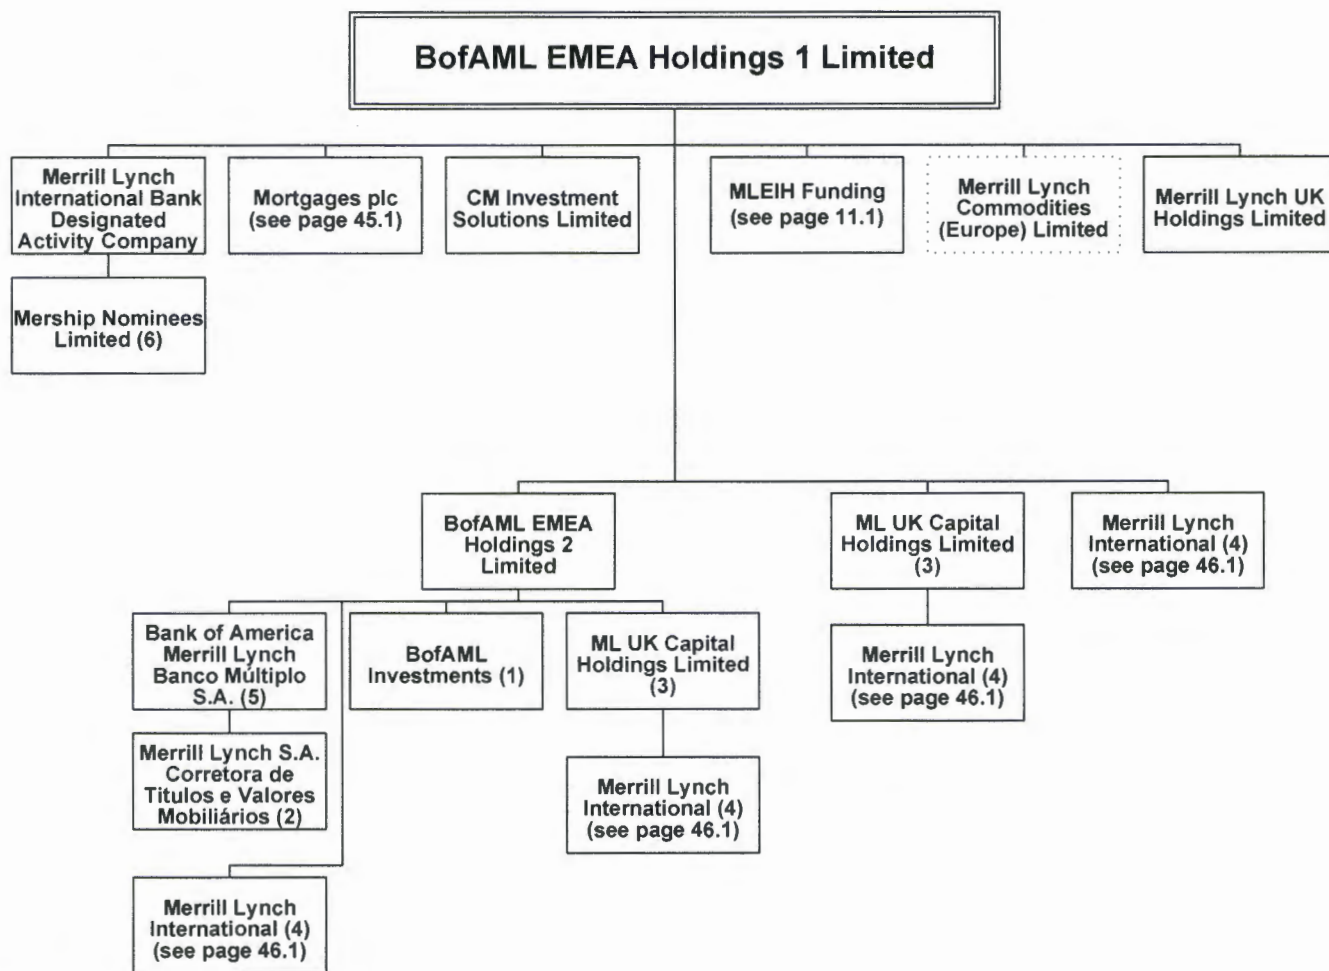 BofAML EMEA Holdings 1 Limited
Merrill Lynch
International Bank
Designated
Activity Company
Mortgages plc
(see page 45.1)
CM Investment
Solutions Limited
MLEIH Funding
(see page 11.1)
Merrill Lynch
Commodities
(Europe) Limited
Merrill Lynch UK
Holdings Limited
Mership Nominees
Limited (6)
BofAML EMEA
Holdings 2
Limited
ML UK Capital
Holdings Limited
(3)
Merrill Lynch
International (4)
(see page 46.1)
Bank of America
Merrill Lynch
Banco Múltiplo
S.A. (5)
BofAML
Investments (1)
ML UK Capital
Holdings Limited
(3)
Merrill Lynch
International (4)
(see page 46.1)
Merrill Lynch S.A.
Corretora de
Titulos e Valores
Mobiliários (2)
Merrill Lynch
International (4)
(see page 46.1)
Merrill Lynch
International (4)
(see page 46.1)